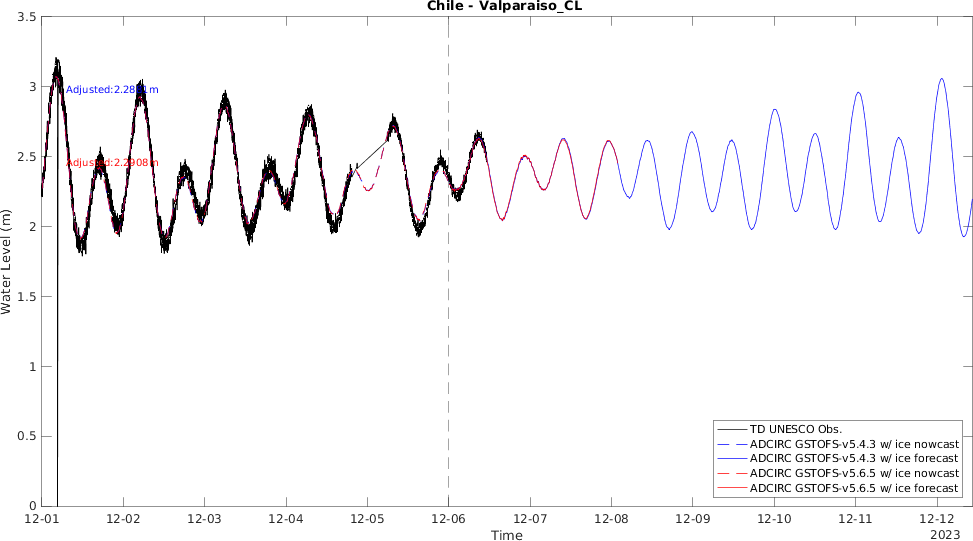 Chile - Valparaiso_CL
Water Level (m)
3.5
3
2.5
2
1.5
1
0.5
0
Adjusted:2.2908m
TD UNESCO Obs.
ADCIRC GSTOFS-v5.4.3 w/ ice nowcast
ADCIRC GSTOFS-v5.4.3 w/ ice forecast
ADCIRC GSTOFS-v5.6.5 w/ ice nowcast
ADCIRC GSTOFS-v5.6.5 w/ ice forecast
12-01 12-02 12-03 12-04 12-05 12-06 12-07 12-08 12-09 12-10 12-11 12-12
Time
2023